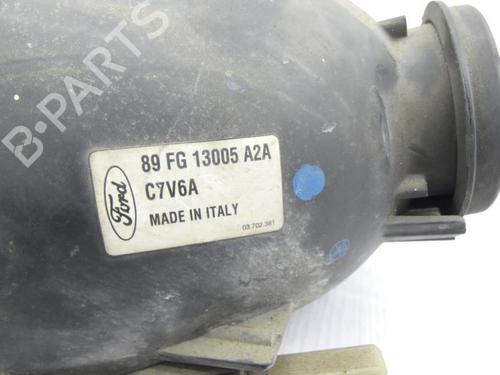 B-PARTS
Ford
89 FG 13005 A2A
C7V6A
MADE IN ITALY
03.702.381